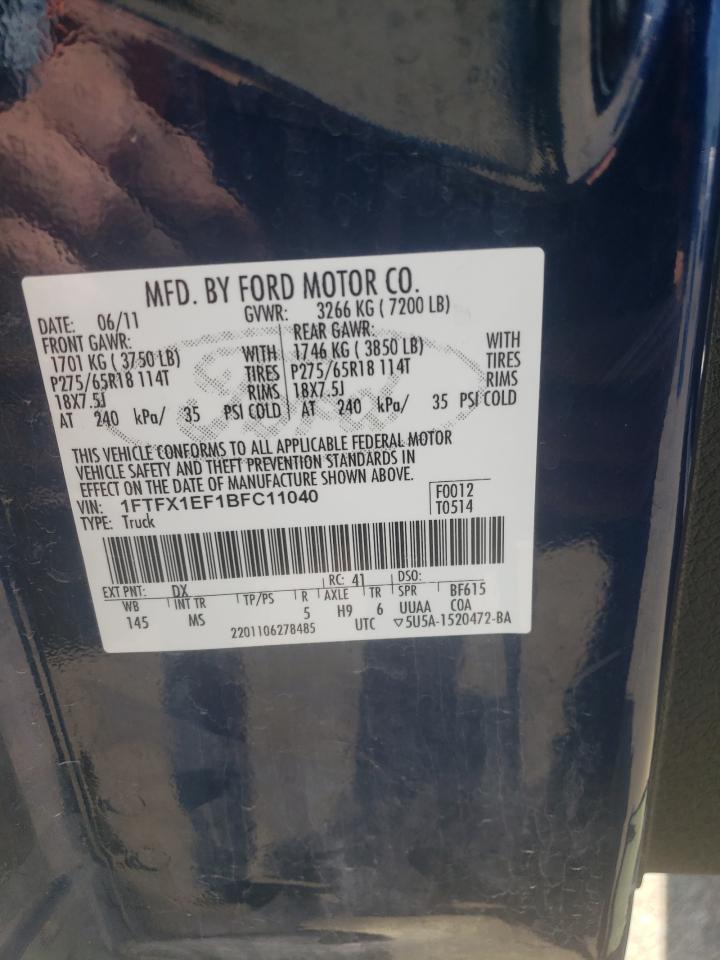 MFD. BY FORD MOTOR CO.
DATE: 06/11 GVWR: 3266 KG ( 7200 LB)
FRONT GAWR: REAR GAWR:
1701 KG ( 3750 LB) WITH 1746 KG ( 3850 LB) WITH
P275/65R18 114T TIRES P275/65R18 114T TIRES
18X7.5J RIMS 18X7.5J RIMS
AT 240 kPa/ 35 PSI COLD AT 240 kPa/ 35 PSI COLD
THIS VEHICLE CONFORMS TO ALL APPLICABLE FEDERAL MOTOR
VEHICLE SAFETY AND THEFT PREVENTION STANDARDS IN
EFFECT ON THE DATE OF MANUFACTURE SHOWN ABOVE.
VIN: 1FTFX1EF1BFC11040 F0012
TYPE: Truck T0514
EXT PNT: DX RC: 41 DSO:
WB INT TR TP/PS R AXLE TR SPR BF615
145 MS 5 H9 6 UUAA COA
2201106278485 UTC ▽5U5A-1520472-BA
Ford